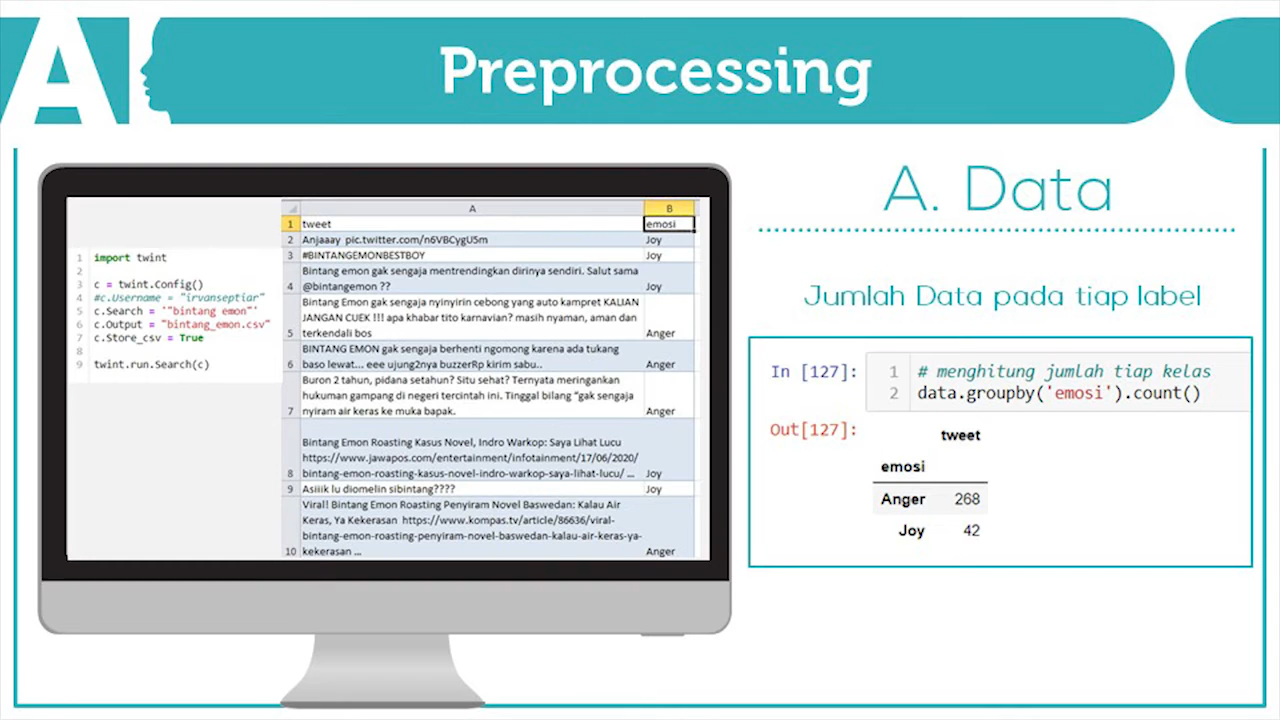 AI
Preprocessing
1 import twint
2
3 c = twint.Config()
4 #c.Username = "irvanseptiar"
5 c.Search = '"bintang emon"'
6 c.Output = "bintang_emon.csv"
7 c.Store_csv = True
8
9 twint.run.Search(c)
A B
1 tweet emosi
2 Anjaaay pic.twitter.com/n6VBCygU5m Joy
3 #BINTANGEMONBESTBOY Joy
Bintang emon gak sengaja mentrendingkan dirinya sendiri. Salut sama
4 @bintangemon ?? Joy
Bintang Emon gak sengaja nyinyirin cebong yang auto kampret KALIAN
JANGAN CUEK !!! apa khabar tito karnavian? masih nyaman, aman dan
5 terkendali bos Anger
BINTANG EMON gak sengaja berhenti ngomong karena ada tukang
6 baso lewat... eee ujung2nya buzzerRp kirim sabu.. Anger
Buron 2 tahun, pidana setahun? Situ sehat? Ternyata meringankan
hukuman gampang di negeri tercintah ini. Tinggal bilang "gak sengaja
7 nyiram air keras ke muka bapak. Anger
Bintang Emon Roasting Kasus Novel, Indro Warkop: Saya Lihat Lucu
https://www.jawapos.com/entertainment/infotainment/17/06/2020/
8 bintang-emon-roasting-kasus-novel-indro-warkop-saya-lihat-lucu/ ... Joy
9 Asiiik lu diomelin sibintang???? Joy
Viral! Bintang Emon Roasting Penyiram Novel Baswedan: Kalau Air
Keras, Ya Kekerasan https://www.kompas.tv/article/86636/viral-
bintang-emon-roasting-penyiram-novel-baswedan-kalau-air-keras-ya-
10 kekerasan ... Anger
A. Data
Jumlah Data pada tiap label
In [127]: 1 # menghitung jumlah tiap kelas
2 data.groupby('emosi').count()
Out[127]:
tweet
emosi
Anger 268
Joy 42